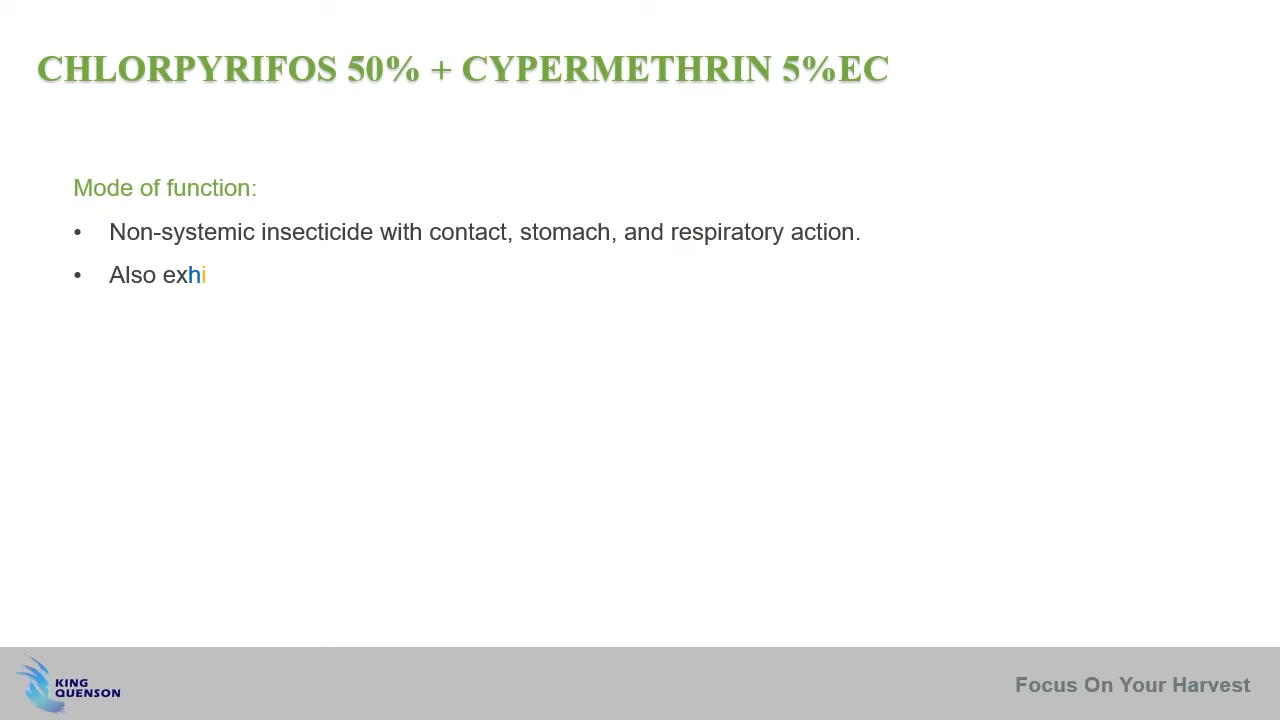 CHLORPYRIFOS 50% + CYPERMETHRIN 5%EC
Mode of function:
• Non-systemic insecticide with contact, stomach, and respiratory action.
• Also exhi
KING
QUENSON
Focus On Your Harvest